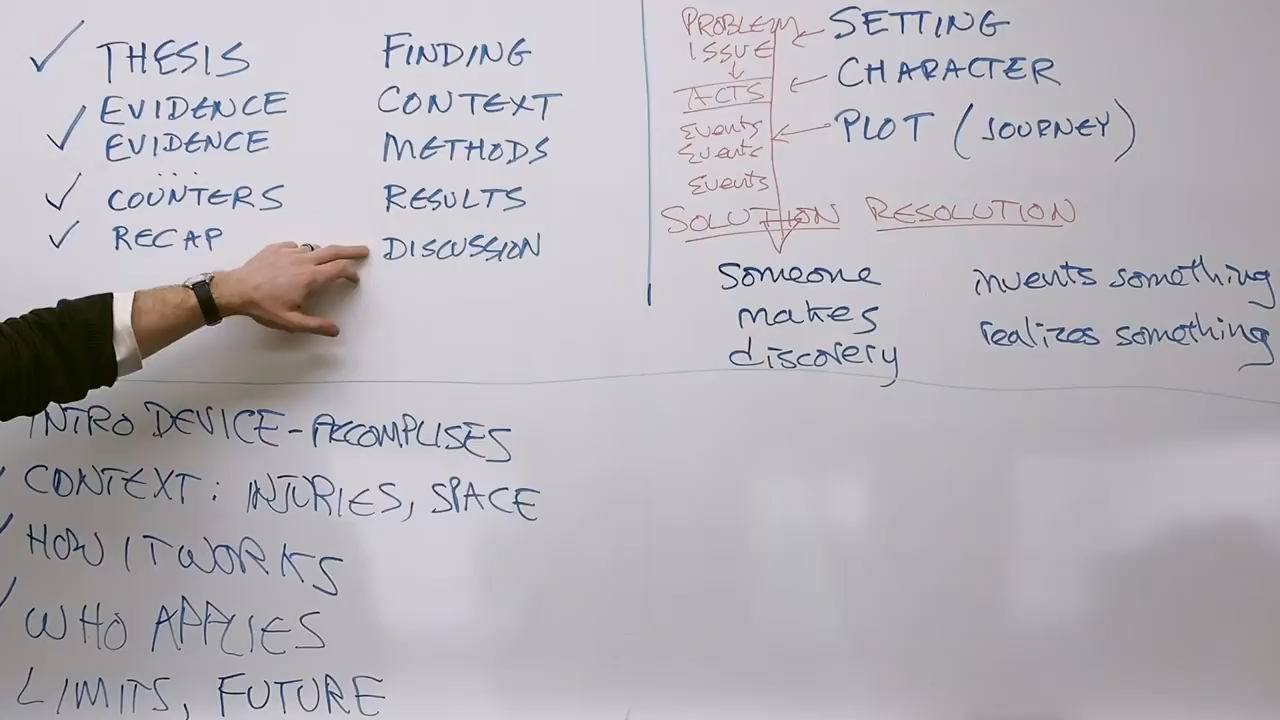 THESIS
EVIDENCE
EVIDENCE
...
COUNTERS
RECAP
FINDING
CONTEXT
METHODS
RESULTS
DISCUSSION
PROBLEM
ISSUE
ACTS
Events
Events
Events
SOLUTION RESOLUTION
SETTING
CHARACTER
PLOT (JOURNEY)
someone
makes
discovery
invents something
realizes something
INTRO DEVICE-ACCOMPLISES
CONTEXT: INJURIES, SPACE
HOW IT WORKS
WHO APPLIES
LIMITS, FUTURE